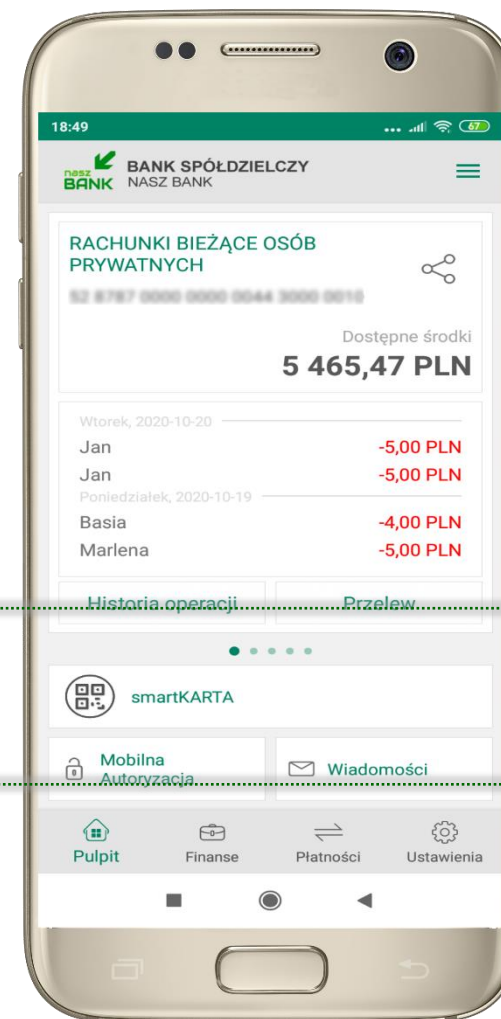 18:49
67
nasz BANK
BANK SPÓŁDZIELCZY
NASZ BANK
RACHUNKI BIEŻĄCE OSÓB
PRYWATNYCH
Dostępne środki
5 465,47 PLN
Wtorek, 2020-10-20
Jan -5,00 PLN
Jan -5,00 PLN
Poniedziałek, 2020-10-19
Basia -4,00 PLN
Marlena -5,00 PLN
Historia operacji Przelew
smartKARTA
Mobilna
Autoryzacja
Wiadomości
Pulpit Finanse Płatności Ustawienia